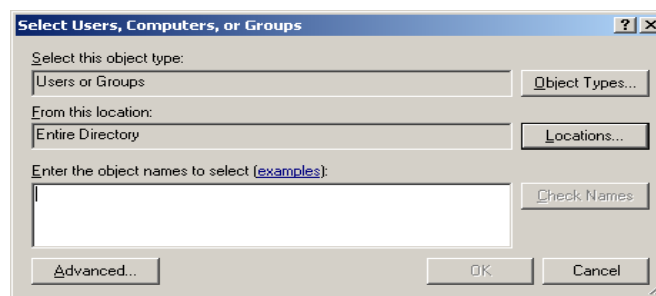 Select Users, Computers, or Groups
Select this object type:
Users or Groups
Object Types...
From this location:
Entire Directory
Locations...
Enter the object names to select (examples):
Check Names
Advanced...
OK
Cancel